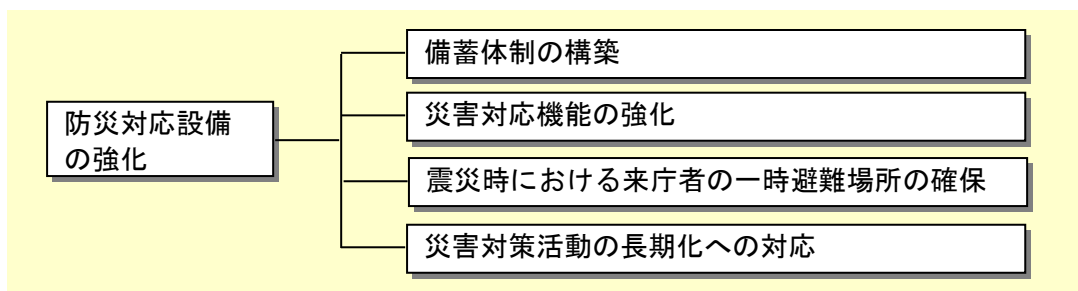 防災対応設備
の強化
備蓄体制の構築
災害対応機能の強化
震災時における来庁者の一時避難場所の確保
災害対策活動の長期化への対応